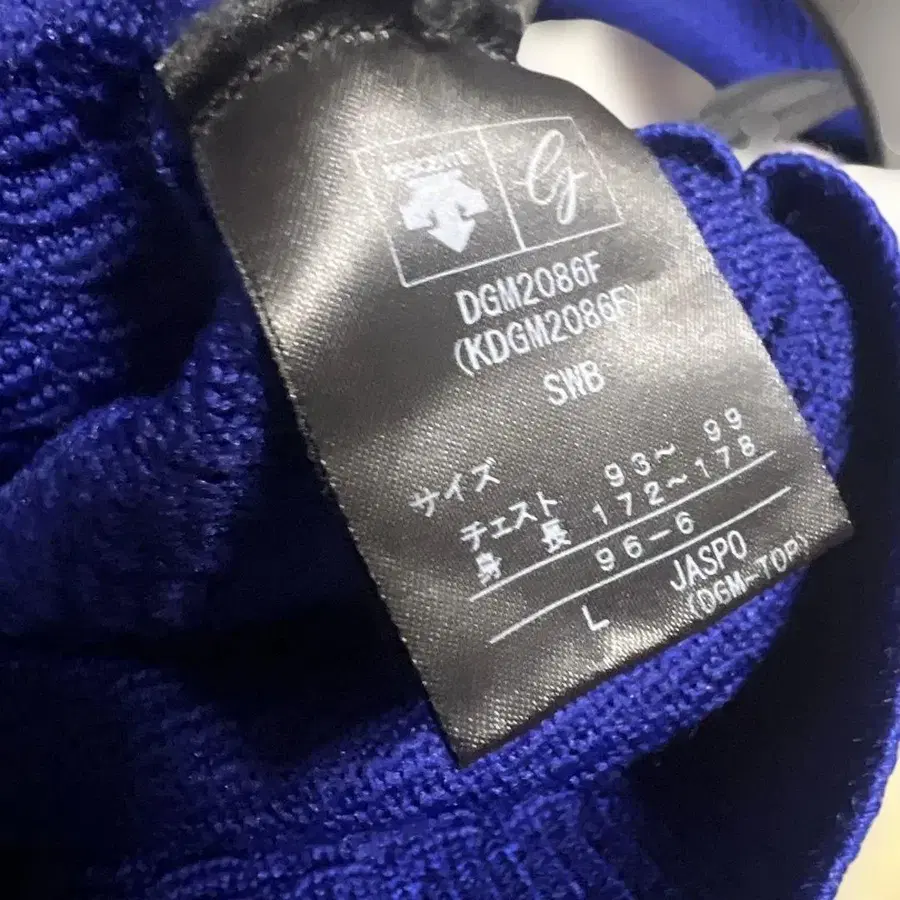 DESCENTE
G
DGM2086F
(KDGM2086F)
SWB
サイズ
チェスト 93～ 99
身 長 172～178
96-6
L JASPO
(DGM-TOP)